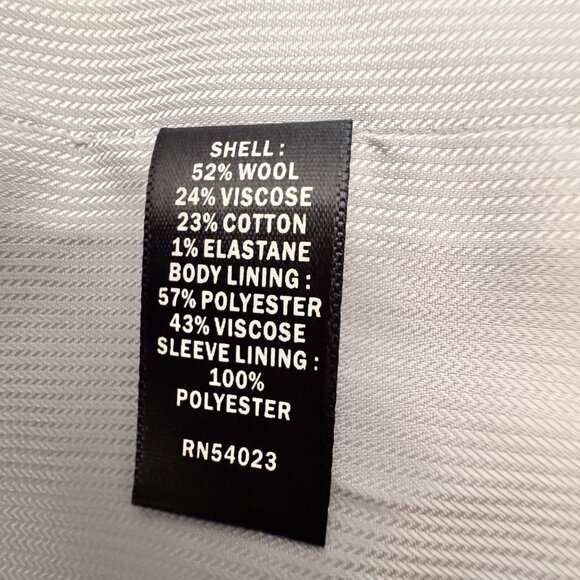 SHELL :
52% WOOL
24% VISCOSE
23% COTTON
1% ELASTANE
BODY LINING :
57% POLYESTER
43% VISCOSE
SLEEVE LINING :
100%
POLYESTER
RN54023